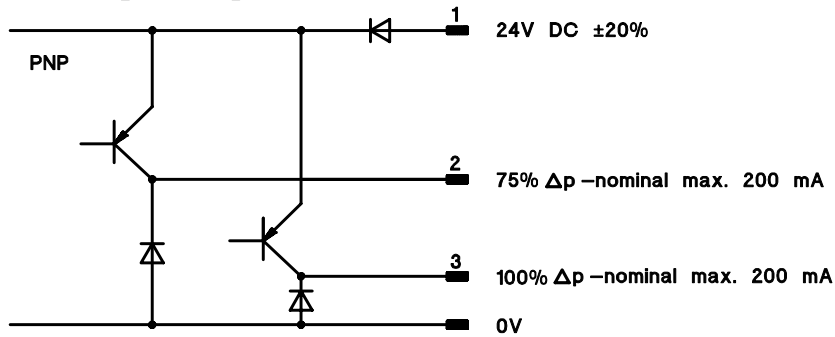 1
24V DC ±20%
PNP
2
75% Δp –nominal max. 200 mA
3
100% Δp –nominal max. 200 mA
0V